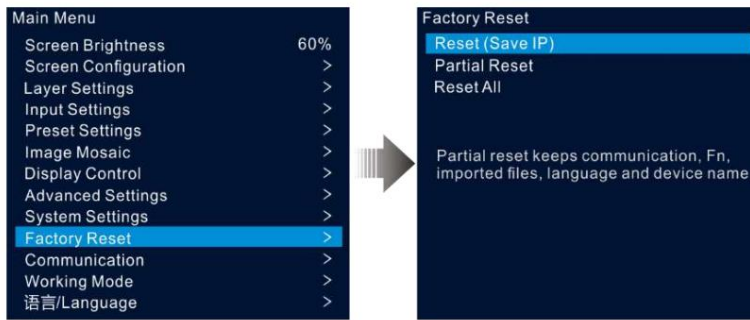 Main Menu
Screen Brightness 60%
Screen Configuration >
Layer Settings >
Input Settings >
Preset Settings >
Image Mosaic >
Display Control >
Advanced Settings >
System Settings >
Factory Reset >
Communication >
Working Mode >
语言/Language >
Factory Reset
Reset (Save IP)
Partial Reset
Reset All
Partial reset keeps communication, Fn,
imported files, language and device name